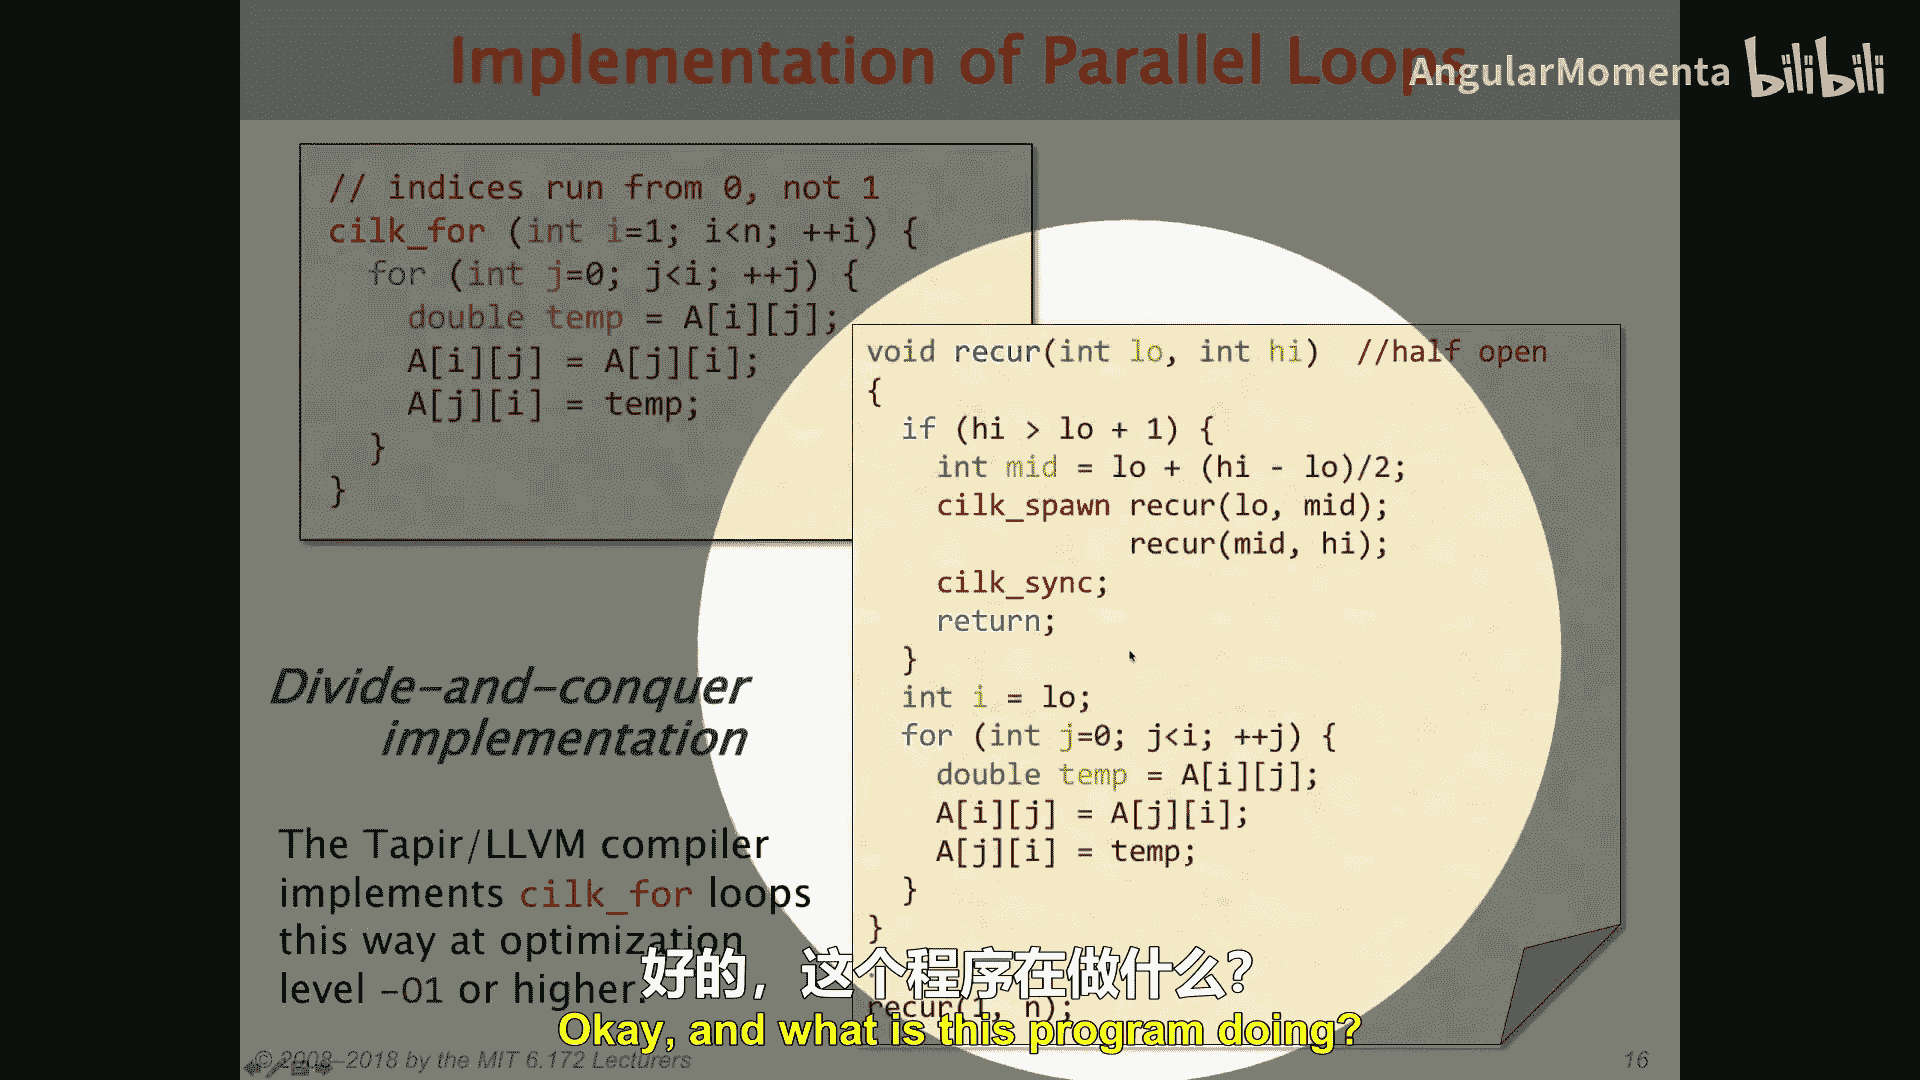 Implementation of Parallel Loops
AngularMomenta bilibili
// indices run from 0, not 1
cilk_for (int i=1; i<n; ++i) {
  for (int j=0; j<i; ++j) {
    double temp = A[i][j];
    A[i][j] = A[j][i];
    A[j][i] = temp;
  }
}
void recur(int lo, int hi)  //half open
{
  if (hi > lo + 1) {
    int mid = lo + (hi - lo)/2;
    cilk_spawn recur(lo, mid);
               recur(mid, hi);
    cilk_sync;
    return;
  }
  int i = lo;
  for (int j=0; j<i; ++j) {
    double temp = A[i][j];
    A[i][j] = A[j][i];
    A[j][i] = temp;
  }
}
recur(1, n);
Divide-and-conquer
implementation
The Tapir/LLVM compiler
implements cilk_for loops
this way at optimization
level -O1 or higher.
好的，这个程序在做什么？
Okay, and what is this program doing?
© 2008–2018 by the MIT 6.172 Lecturers
16